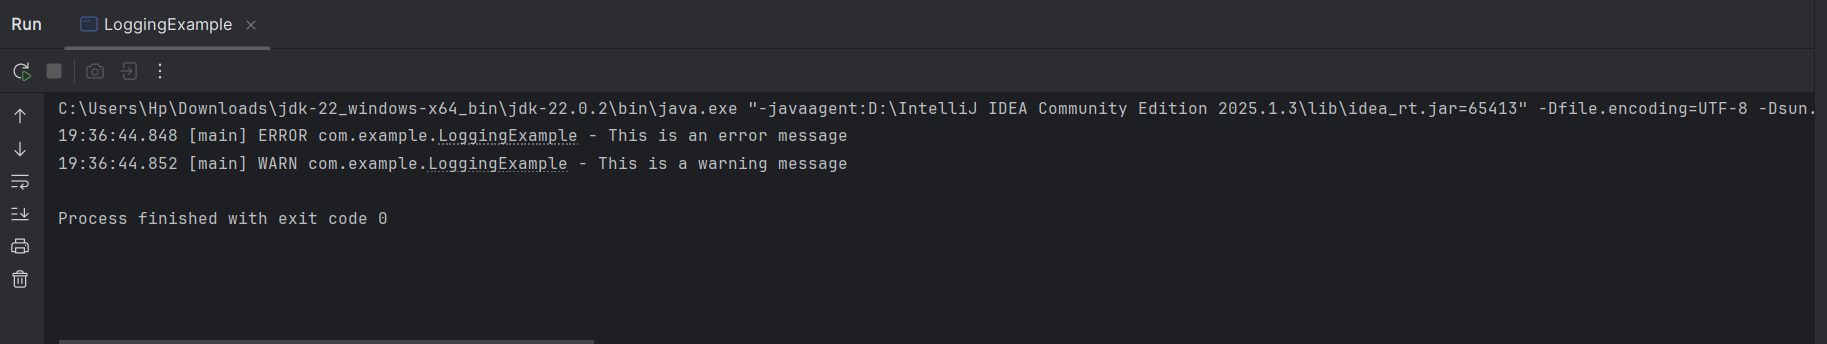 Run LoggingExample
C:\Users\Hp\Downloads\jdk-22_windows-x64_bin\jdk-22.0.2\bin\java.exe "-javaagent:D:\IntelliJ IDEA Community Edition 2025.1.3\lib\idea_rt.jar=65413" -Dfile.encoding=UTF-8 -Dsun.
19:36:44.848 [main] ERROR com.example.LoggingExample - This is an error message
19:36:44.852 [main] WARN com.example.LoggingExample - This is a warning message
Process finished with exit code 0